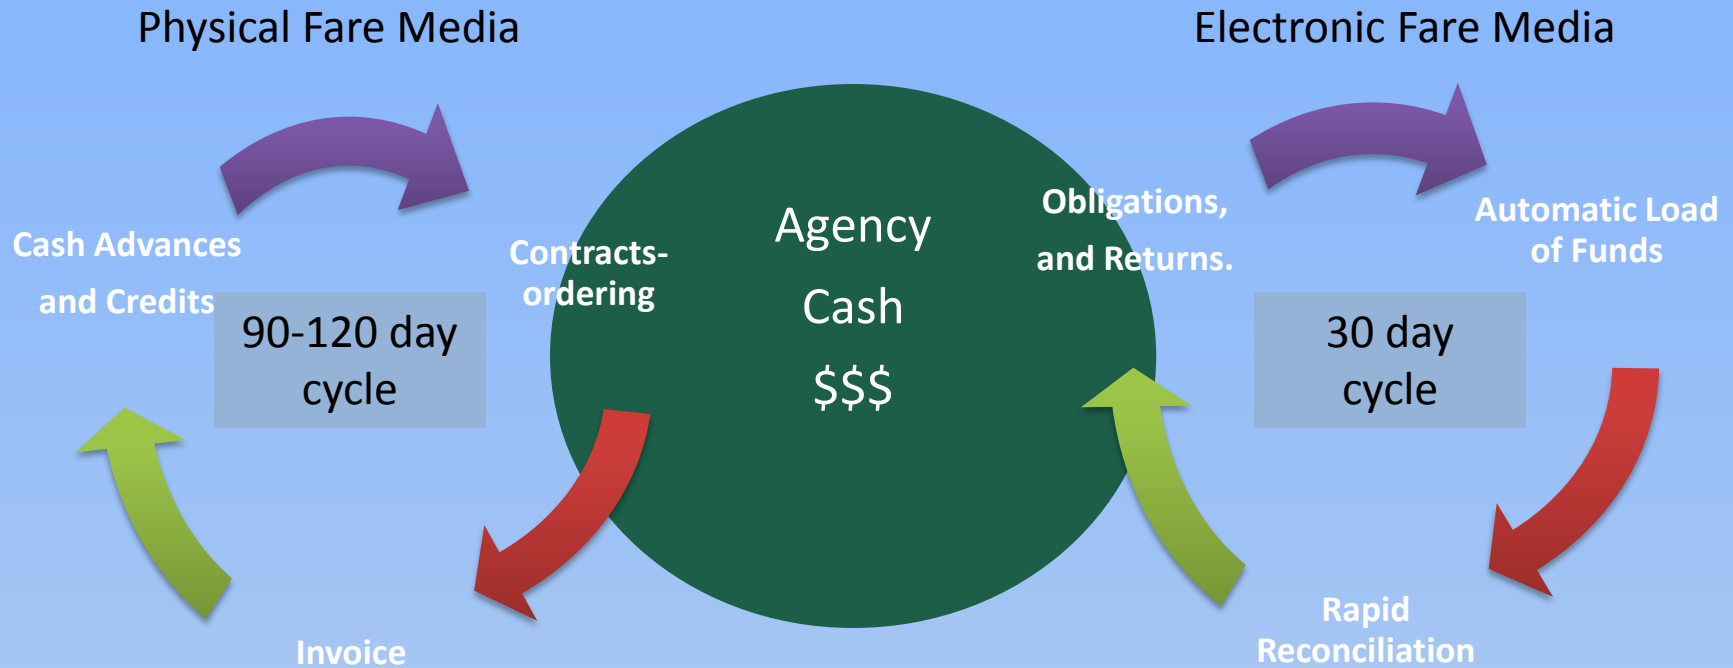 Physical Fare Media
Electronic Fare Media
Cash Advances
and Credits
Contracts-
ordering
90-120 day
cycle
Invoice
Agency
Cash
$$$
Obligations,
and Returns.
Automatic Load
of Funds
30 day
cycle
Rapid
Reconciliation